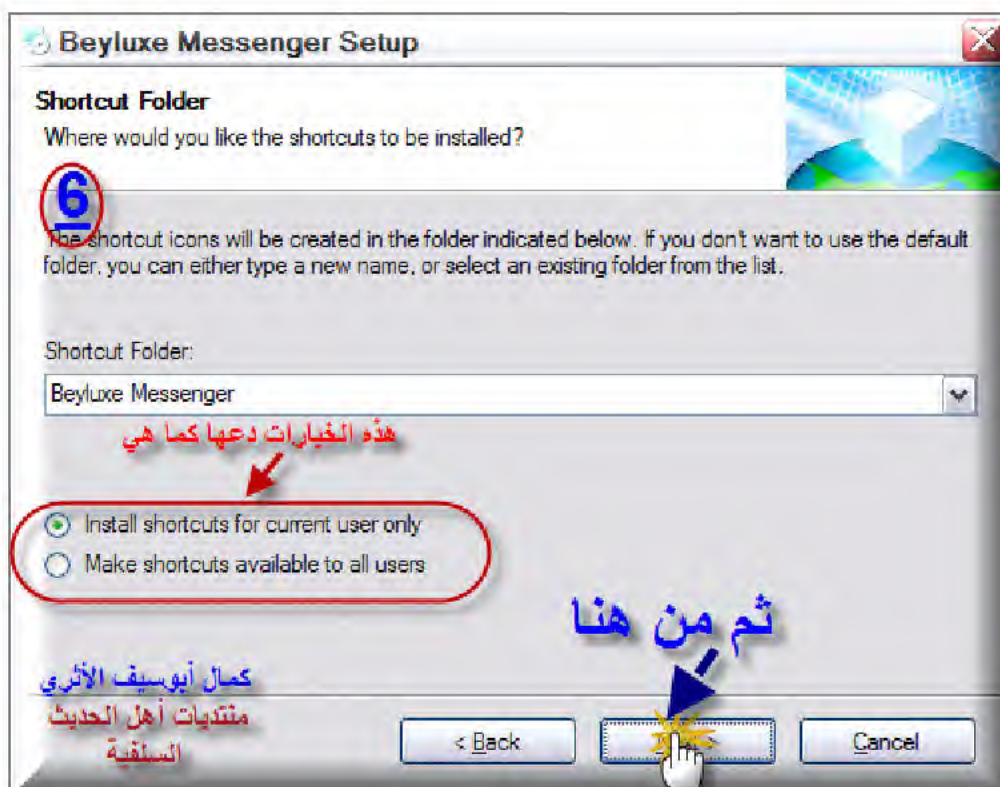 Beyluxe Messenger Setup
Shortcut Folder
Where would you like the shortcuts to be installed?
6
The shortcut icons will be created in the folder indicated below. If you don't want to use the default
folder, you can either type a new name, or select an existing folder from the list.
Shortcut Folder:
Beyluxe Messenger
هذه الخيارات دعها كما هي
Install shortcuts for current user only
Make shortcuts available to all users
ثم من هنا
كمال أبوسيف الأثري
منتديات أهل الحديث
السلفية
< Back
Cancel